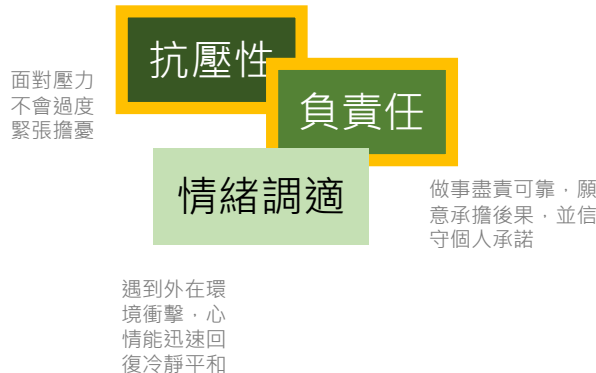 抗壓性
面對壓力
不會過度
緊張擔憂
負責任
做事盡責可靠，願
意承擔後果，並信
守個人承諾
情緒調適
遇到外在環
境衝擊，心
情能迅速回
復冷靜平和